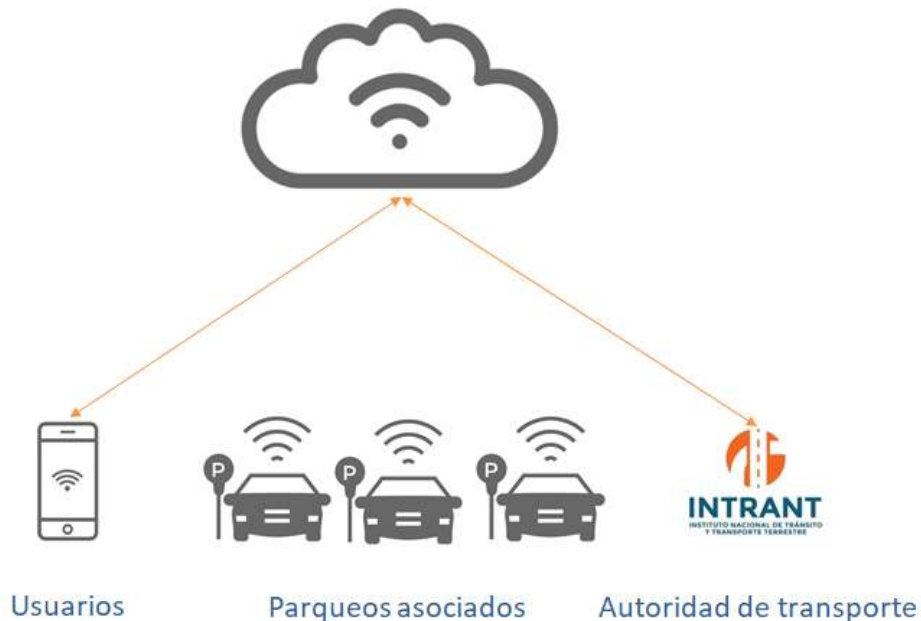 P
P
P
INTRANT
INSTITUTO NACIONAL DE TRÁNSITO
Y TRANSPORTE TERRESTRE
Usuarios
Parqueos asociados
Autoridad de transporte